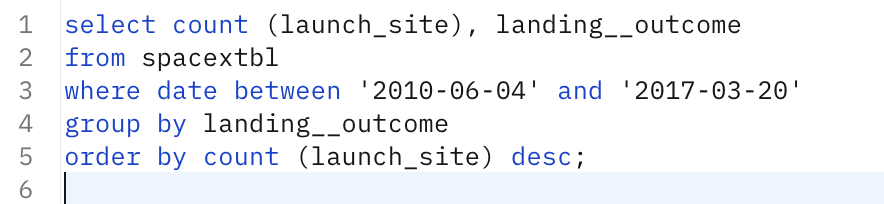 1 select count (launch_site), landing__outcome
2 from spacextbl
3 where date between '2010-06-04' and '2017-03-20'
4 group by landing__outcome
5 order by count (launch_site) desc;
6